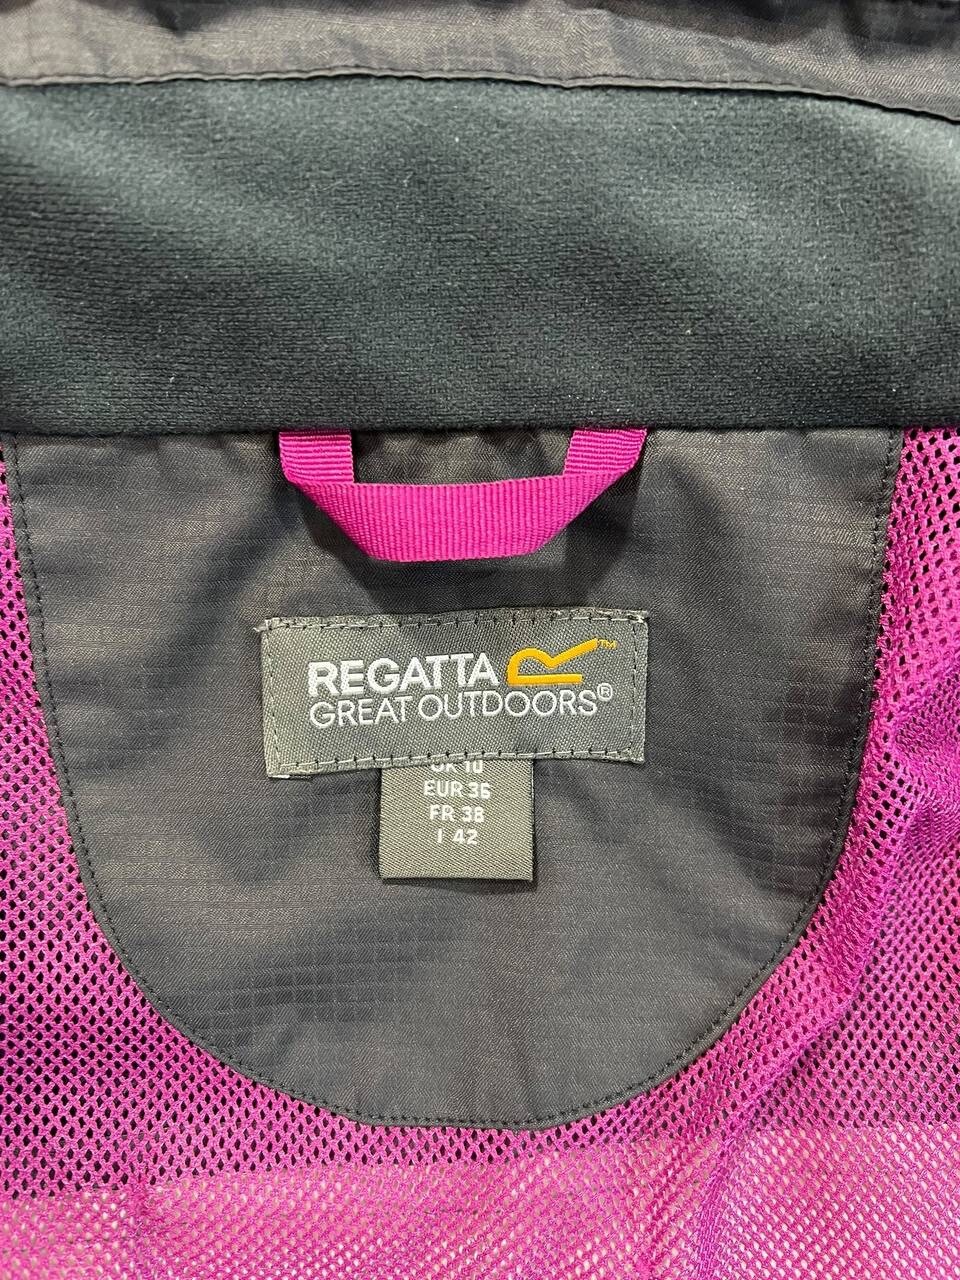 REGATTA
GREAT OUTDOORS®
UK 10
EUR 36
FR 38
I 42